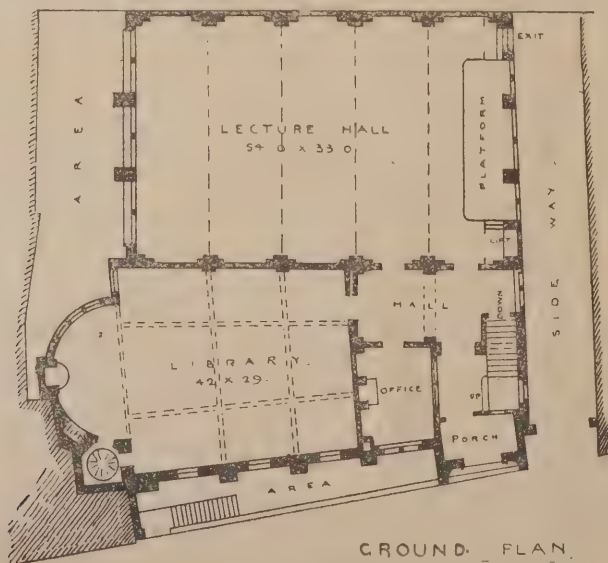 EXIT
AREA
LECTURE HALL
54 0 x 33 0
PLATFORM
SIDE WAY.
LIFT
HALL
DOWN
LIBRARY.
42 x 29.
OFFICE
UP
PORCH
AREA
GROUND. PLAN.